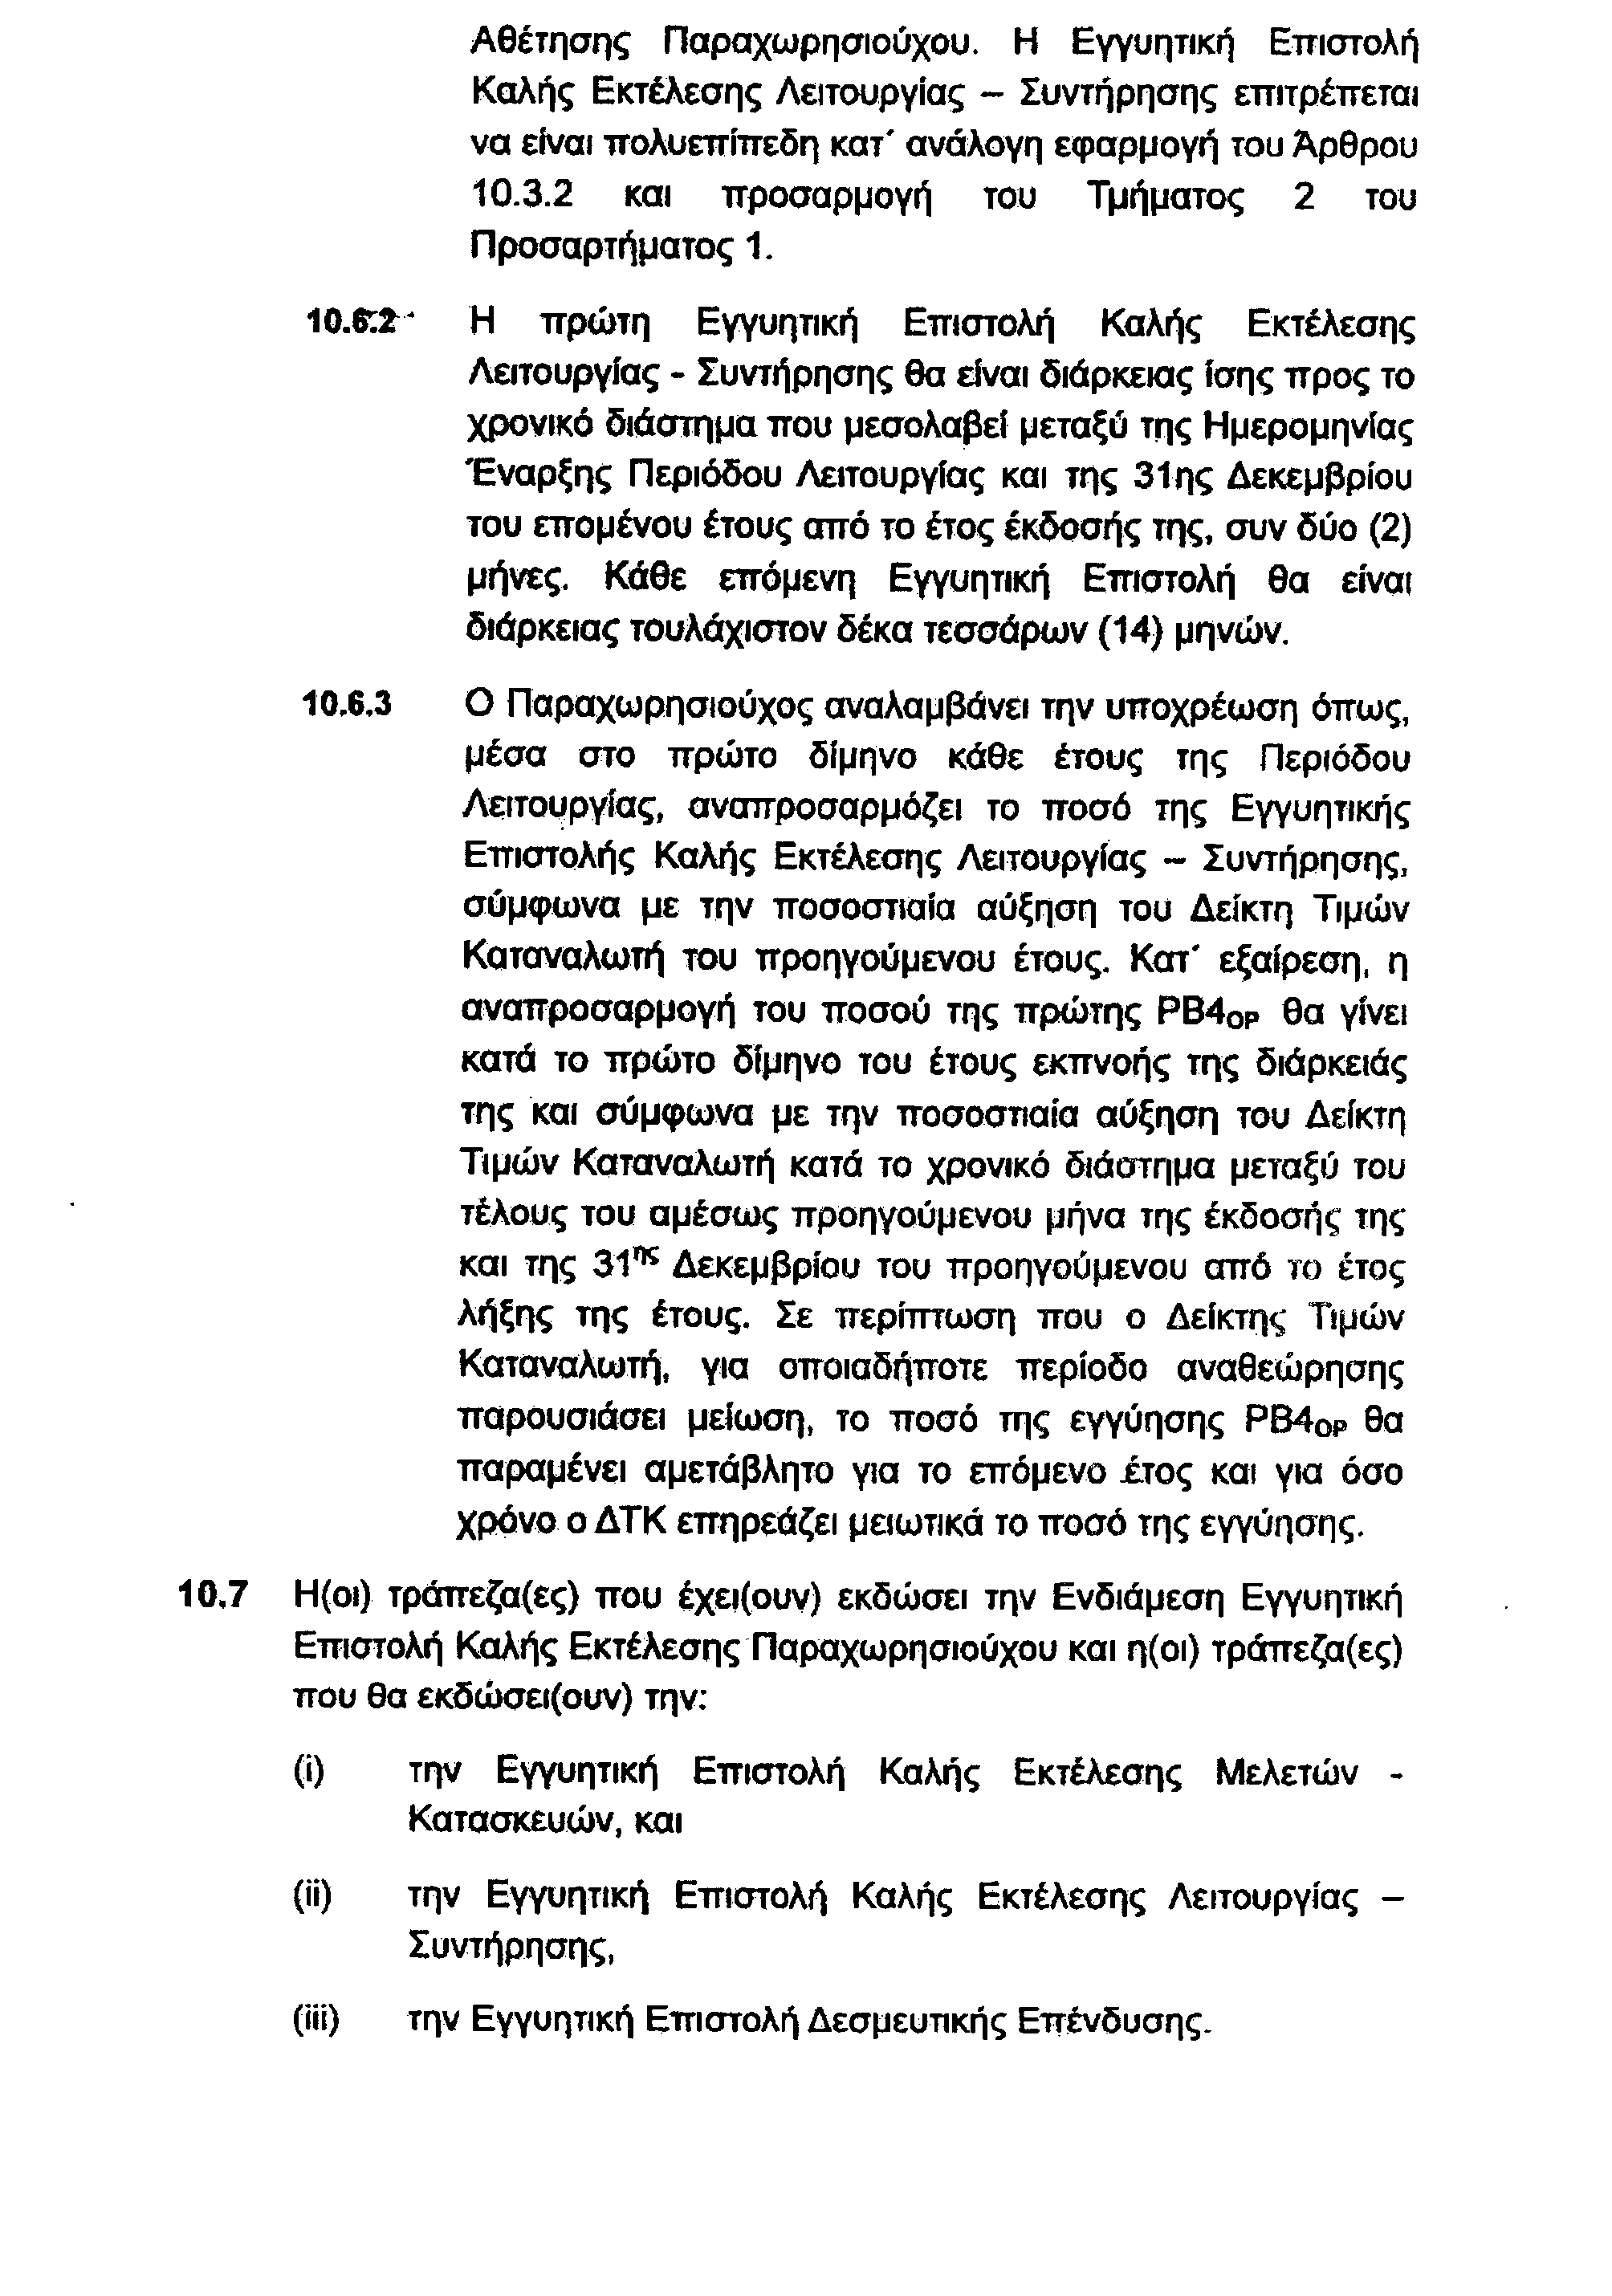 Αθέτησης Παραχωρησιούχου. Η Εγγυητική Επιστολή
Καλής Εκτέλεσης Λειτουργίας – Συντήρησης επιτρέπεται
να είναι πολυεπίπεδη κατ΄ ανάλογη εφαρμογή του Άρθρου
10.3.2 και προσαρμογή του Τμήματος 2 του
Προσαρτήματος 1.
10.6.2 Η πρώτη Εγγυητική Επιστολή Καλής Εκτέλεσης
Λειτουργίας - Συντήρησης θα είναι διάρκειας ίσης προς το
χρονικό διάστημα που μεσολαβεί μεταξύ της Ημερομηνίας
Έναρξης Περιόδου Λειτουργίας και της 31ης Δεκεμβρίου
του επομένου έτους από το έτος έκδοσής της, συν δύο (2)
μήνες. Κάθε επόμενη Εγγυητική Επιστολή θα είναι
διάρκειας τουλάχιστον δέκα τεσσάρων (14) μηνών.
10.6.3 Ο Παραχωρησιούχος αναλαμβάνει την υποχρέωση όπως,
μέσα στο πρώτο δίμηνο κάθε έτους της Περιόδου
Λειτουργίας, αναπροσαρμόζει το ποσό της Εγγυητικής
Επιστολής Καλής Εκτέλεσης Λειτουργίας – Συντήρησης,
σύμφωνα με την ποσοστιαία αύξηση του Δείκτη Τιμών
Καταναλωτή του προηγούμενου έτους. Κατ΄ εξαίρεση, η
αναπροσαρμογή του ποσού της πρώτης PB4OP θα γίνει
κατά το πρώτο δίμηνο του έτους εκπνοής της διάρκειάς
της και σύμφωνα με την ποσοστιαία αύξηση του Δείκτη
Τιμών Καταναλωτή κατά το χρονικό διάστημα μεταξύ του
τέλους του αμέσως προηγούμενου μήνα της έκδοσής της
και της 31ης Δεκεμβρίου του προηγούμενου από το έτος
λήξης της έτους. Σε περίπτωση που ο Δείκτης Τιμών
Καταναλωτή, για οποιαδήποτε περίοδο αναθεώρησης
παρουσιάσει μείωση, το ποσό της εγγύησης PB4OP θα
παραμένει αμετάβλητο για το επόμενο έτος και για όσο
χρόνο ο ΔΤΚ επηρεάζει μειωτικά το ποσό της εγγύησης.
10.7 Η(οι) τράπεζα(ες) που έχει(ουν) εκδώσει την Ενδιάμεση Εγγυητική
Επιστολή Καλής Εκτέλεσης Παραχωρησιούχου και η(οι) τράπεζα(ες)
που θα εκδώσει(ουν) την:
(i) την Εγγυητική Επιστολή Καλής Εκτέλεσης Μελετών -
Κατασκευών, και
(ii) την Εγγυητική Επιστολή Καλής Εκτέλεσης Λειτουργίας –
Συντήρησης,
(iii) την Εγγυητική Επιστολή Δεσμευτικής Επένδυσης.